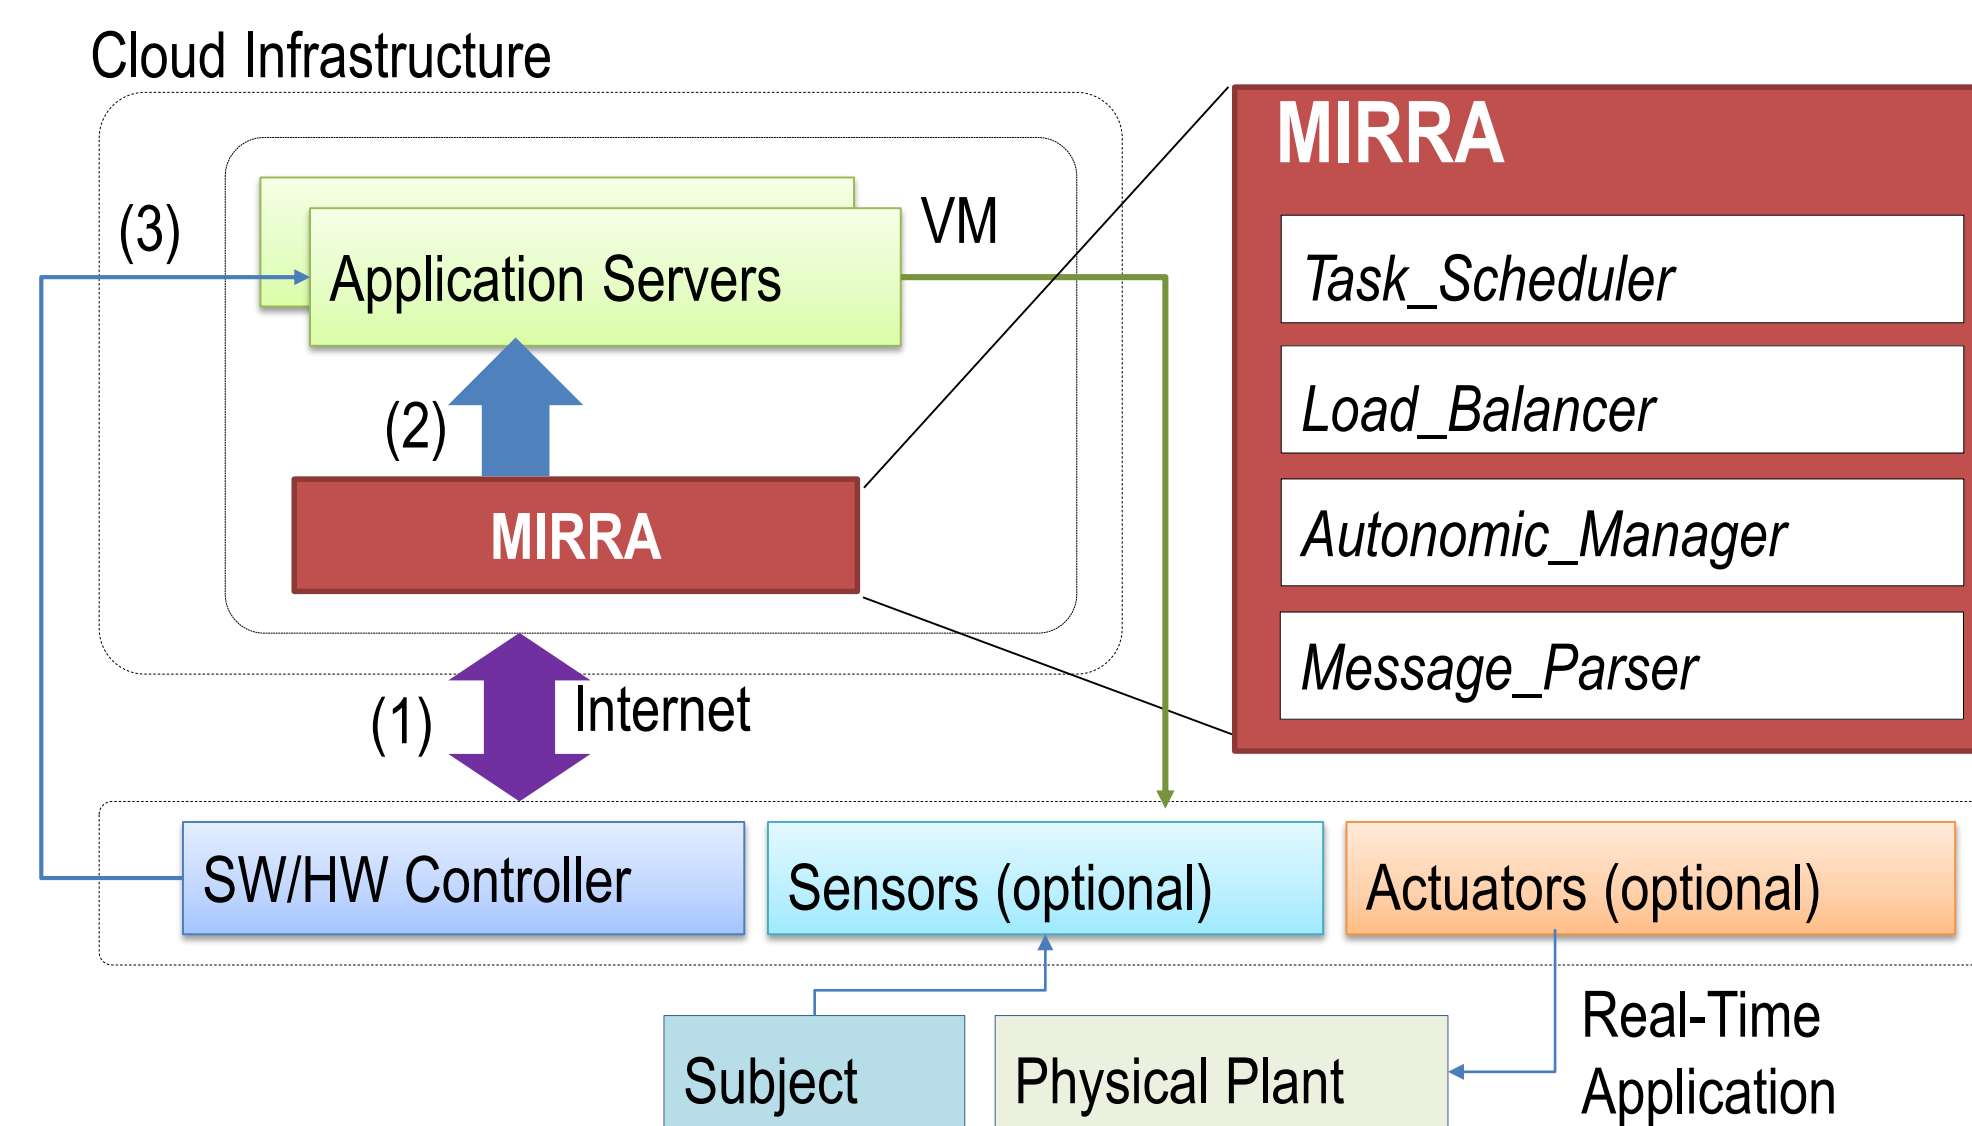 Cloud Infrastructure
MIRRA
(3)
VM
Application Servers
Task_Scheduler
(2)
Load_Balancer
MIRRA
Autonomic_Manager
Message_Parser
(1)
Internet
SW/HW Controller
Sensors (optional)
Actuators (optional)
Subject
Physical Plant
Real-Time
Application